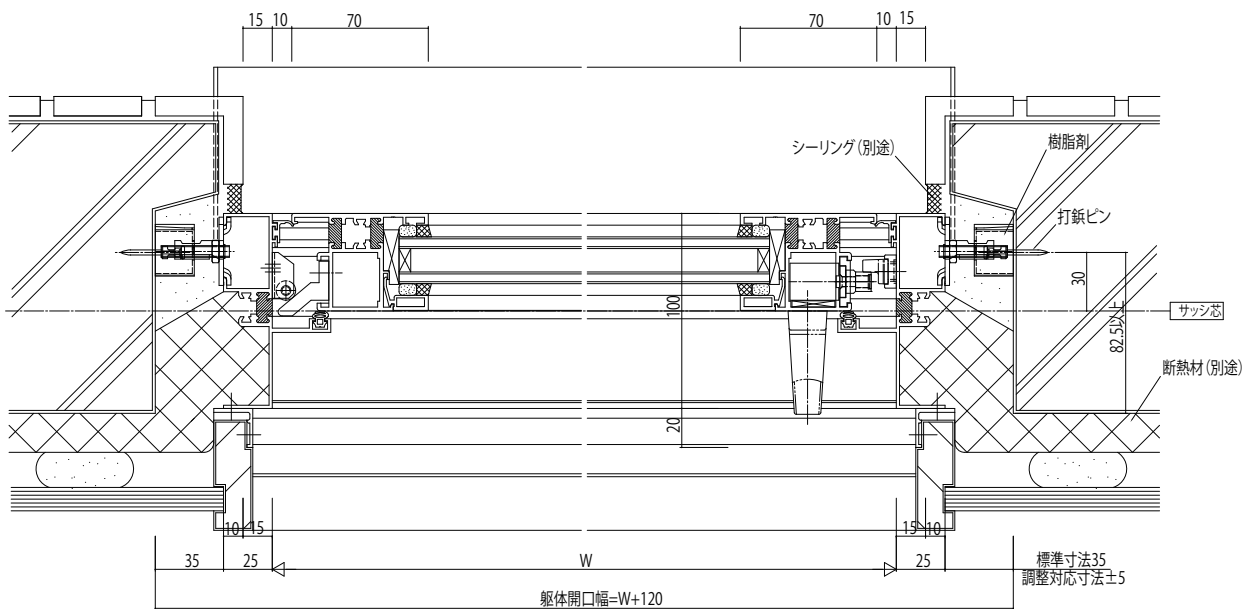 15 10 70
70 10 15
シーリング(別途)
樹脂剤
打鋲ピン
30
100
サッシ芯
82.5以上
断熱材(別途)
20
10 15
15 10
35 25 W 25 標準寸法35
調整対応寸法±5
躯体開口幅=W+120